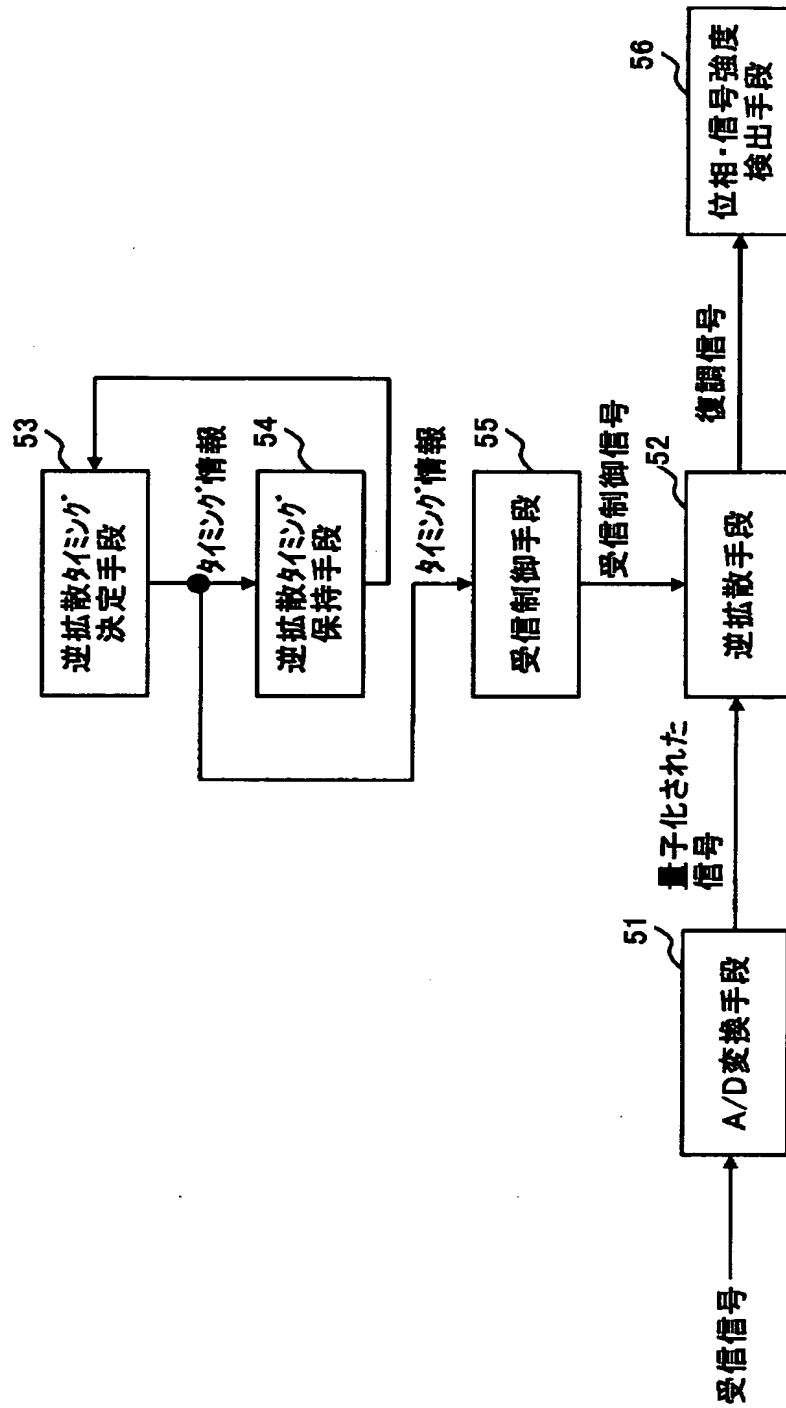 53
逆拡散タイミング
決定手段
タイミング情報
54
逆拡散タイミング
保持手段
タイミング情報
55
受信制御手段
受信制御信号
受信信号
51
A/D変換手段
量子化された
信号
52
逆拡散手段
復調信号
56
位相・信号強度
検出手段